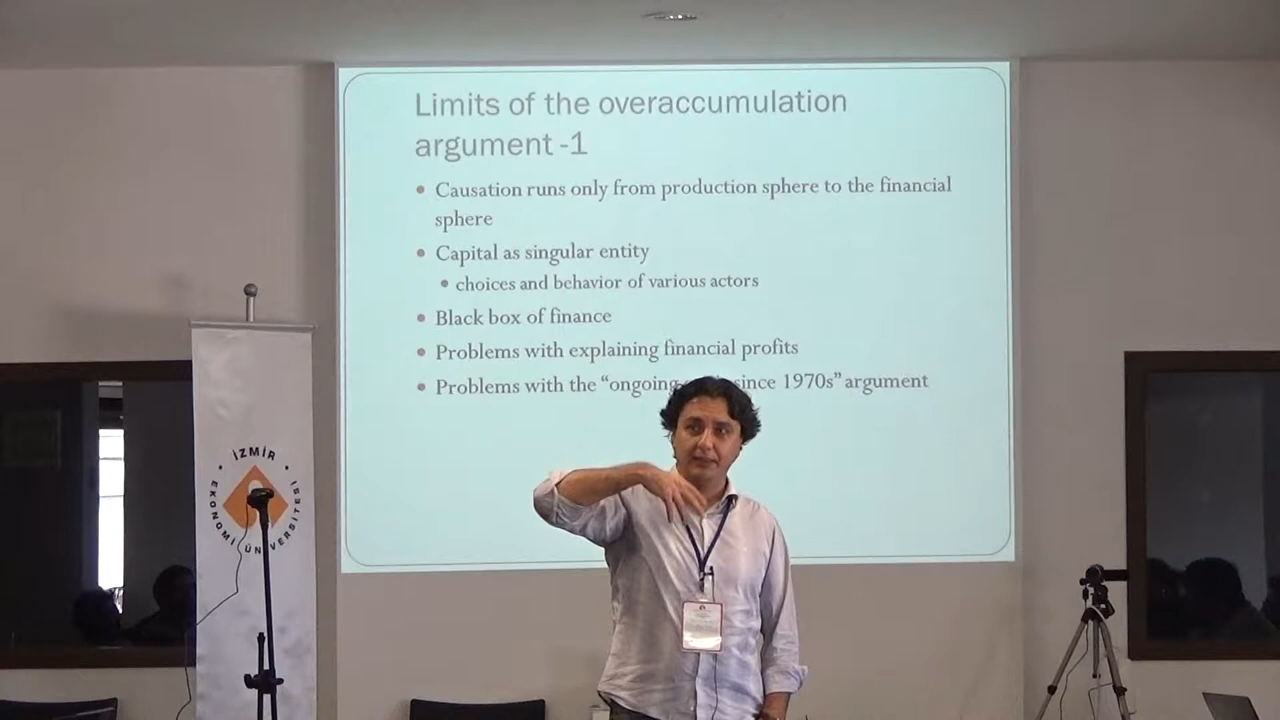 Limits of the overaccumulation
argument -1
• Causation runs only from production sphere to the financial
sphere
• Capital as singular entity
• choices and behavior of various actors
• Black box of finance
• Problems with explaining financial profits
• Problems with the “ongoing since 1970s” argument
• İZMİR •
EKONOMİ ÜNİVERSİTESİ